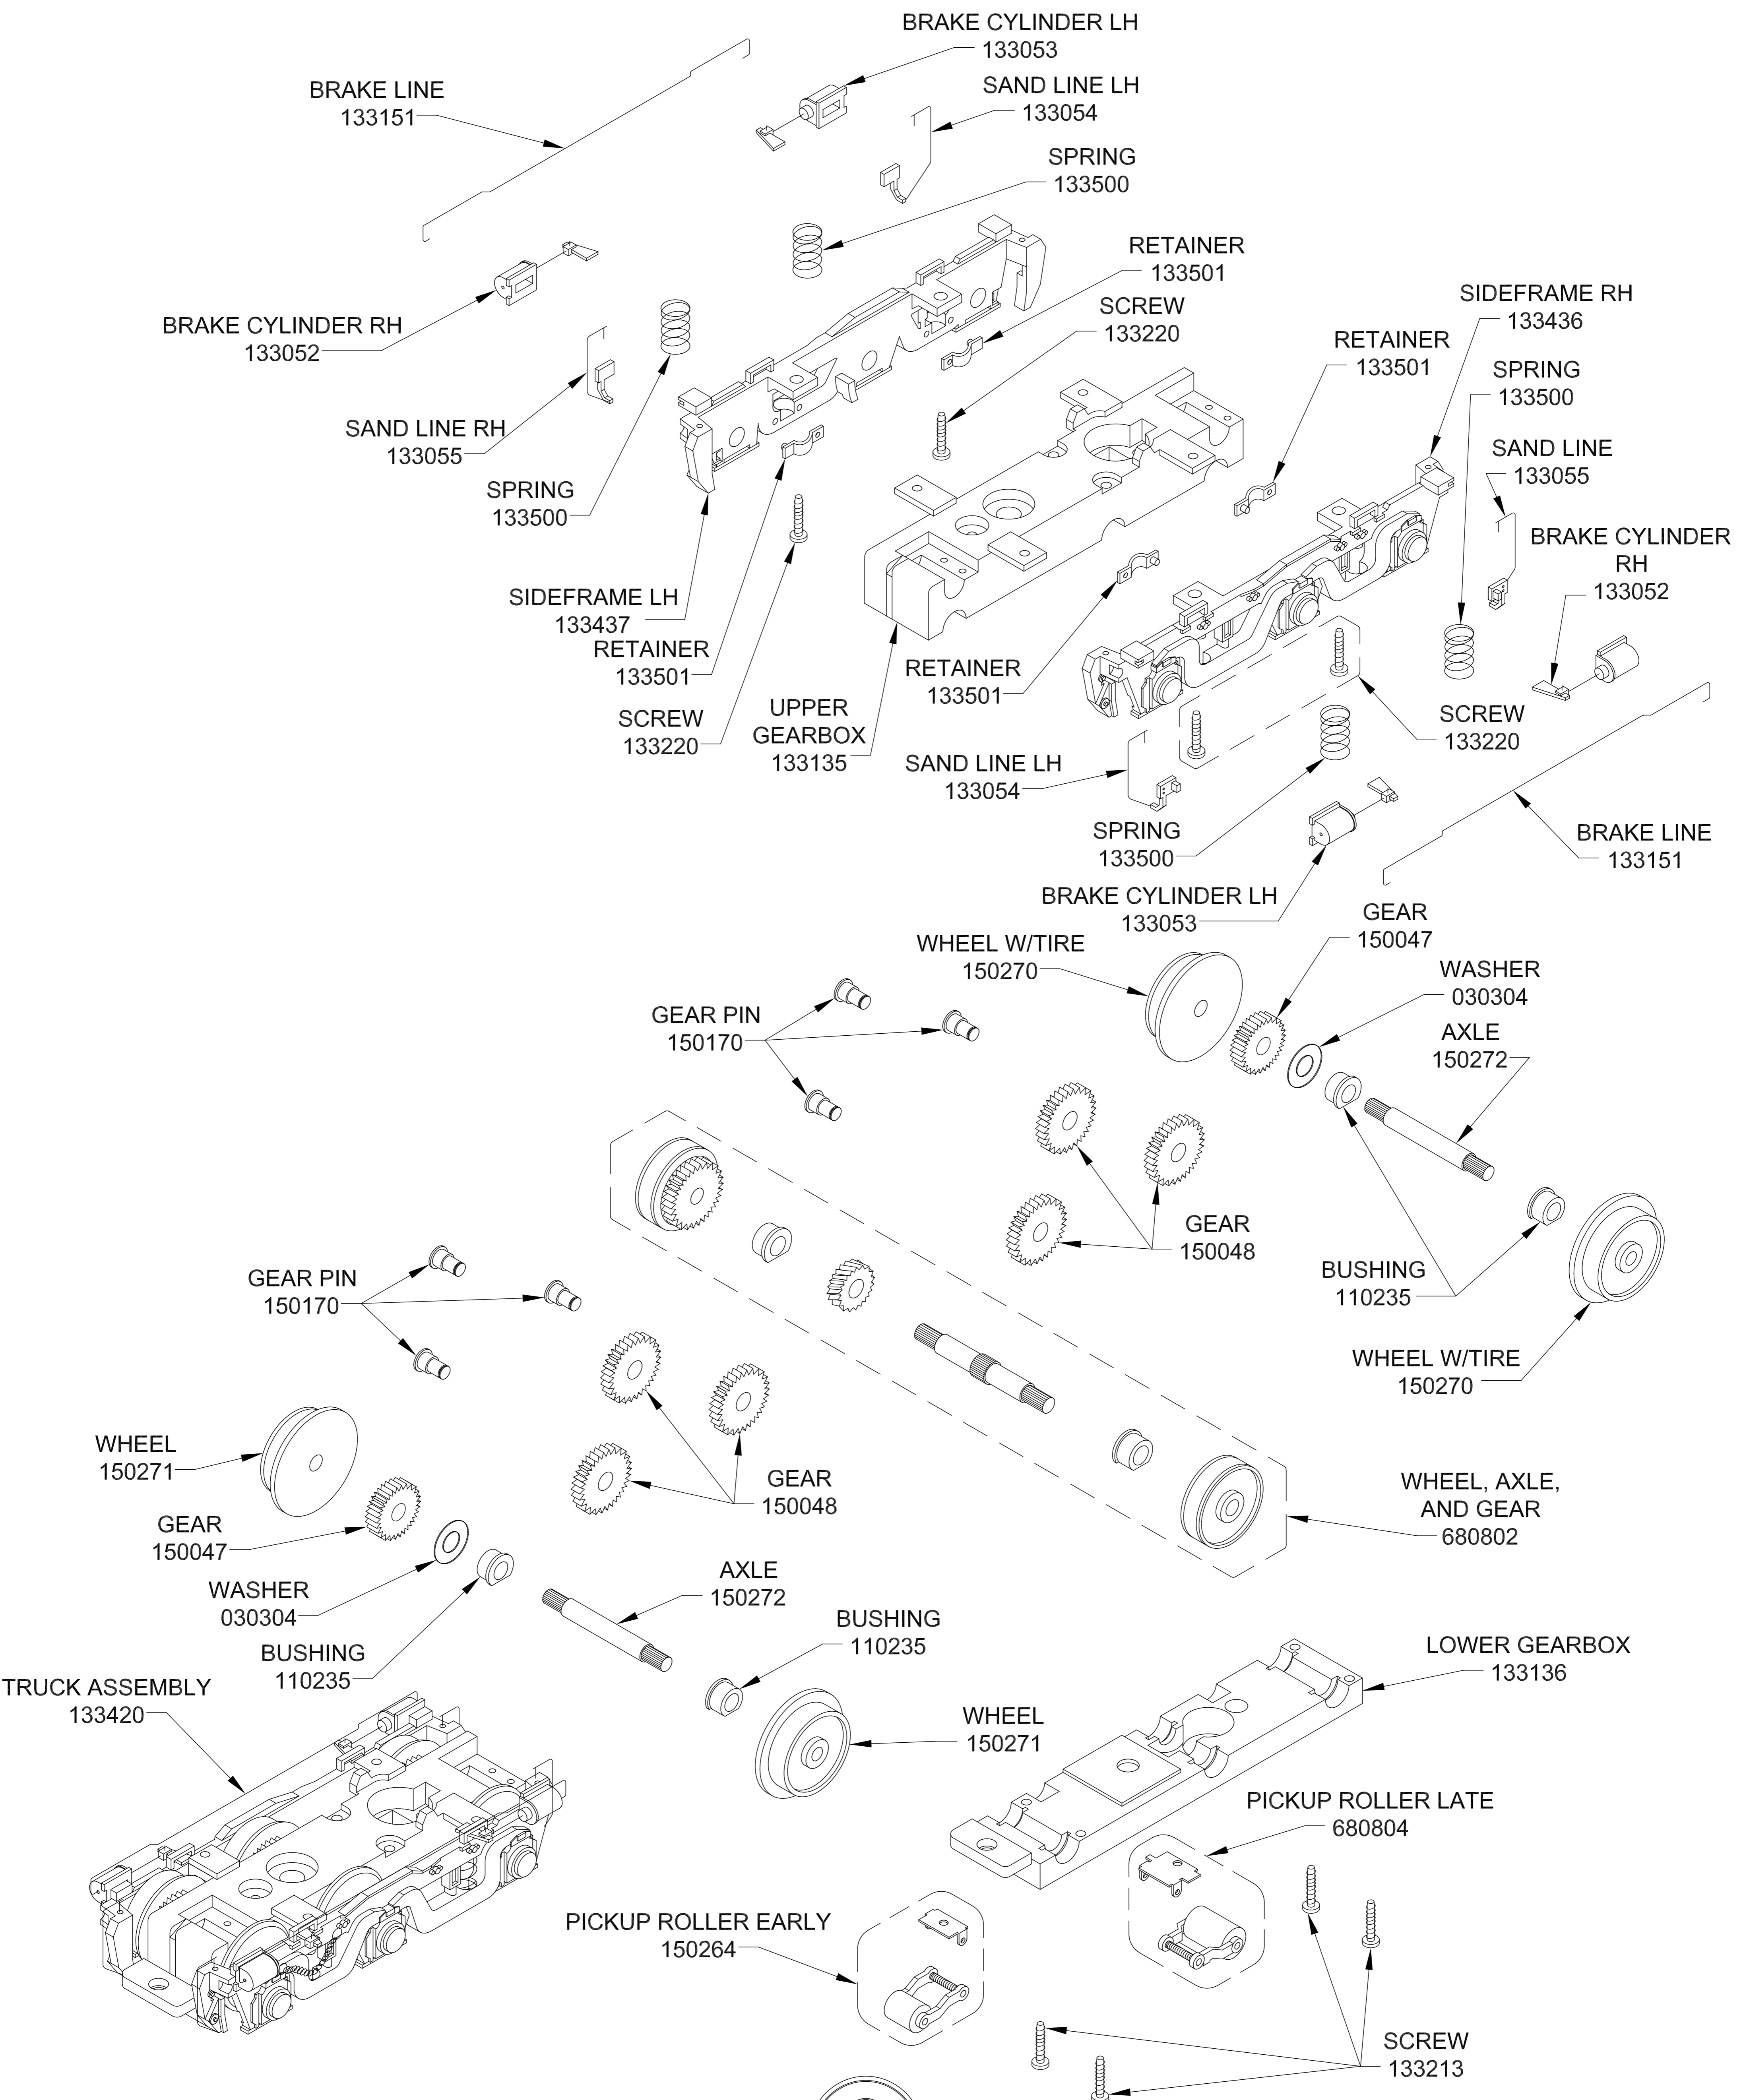 BRAKE CYLINDER LH
133053
BRAKE LINE
133151
SAND LINE LH
133054
SPRING
133500
RETAINER
133501
SCREW
133220
BRAKE CYLINDER RH
133052
SAND LINE RH
133055
SPRING
133500
SIDEFRAME RH
133436
RETAINER
133501
SPRING
133500
SAND LINE
133055
BRAKE CYLINDER
RH
133052
SIDEFRAME LH
133437
RETAINER
133501
SCREW
133220
UPPER
GEARBOX
133135
RETAINER
133501
SAND LINE LH
133054
SCREW
133220
SPRING
133500
BRAKE LINE
133151
BRAKE CYLINDER LH
133053
GEAR
150047
WHEEL W/TIRE
150270
WASHER
030304
GEAR PIN
150170
AXLE
150272
GEAR
150048
BUSHING
110235
GEAR PIN
150170
WHEEL W/TIRE
150270
WHEEL
150271
GEAR
150048
WHEEL, AXLE,
AND GEAR
680802
GEAR
150047
WASHER
030304
AXLE
150272
BUSHING
110235
BUSHING
110235
LOWER GEARBOX
133136
TRUCK ASSEMBLY
133420
WHEEL
150271
PICKUP ROLLER LATE
680804
PICKUP ROLLER EARLY
150264
SCREW
133213